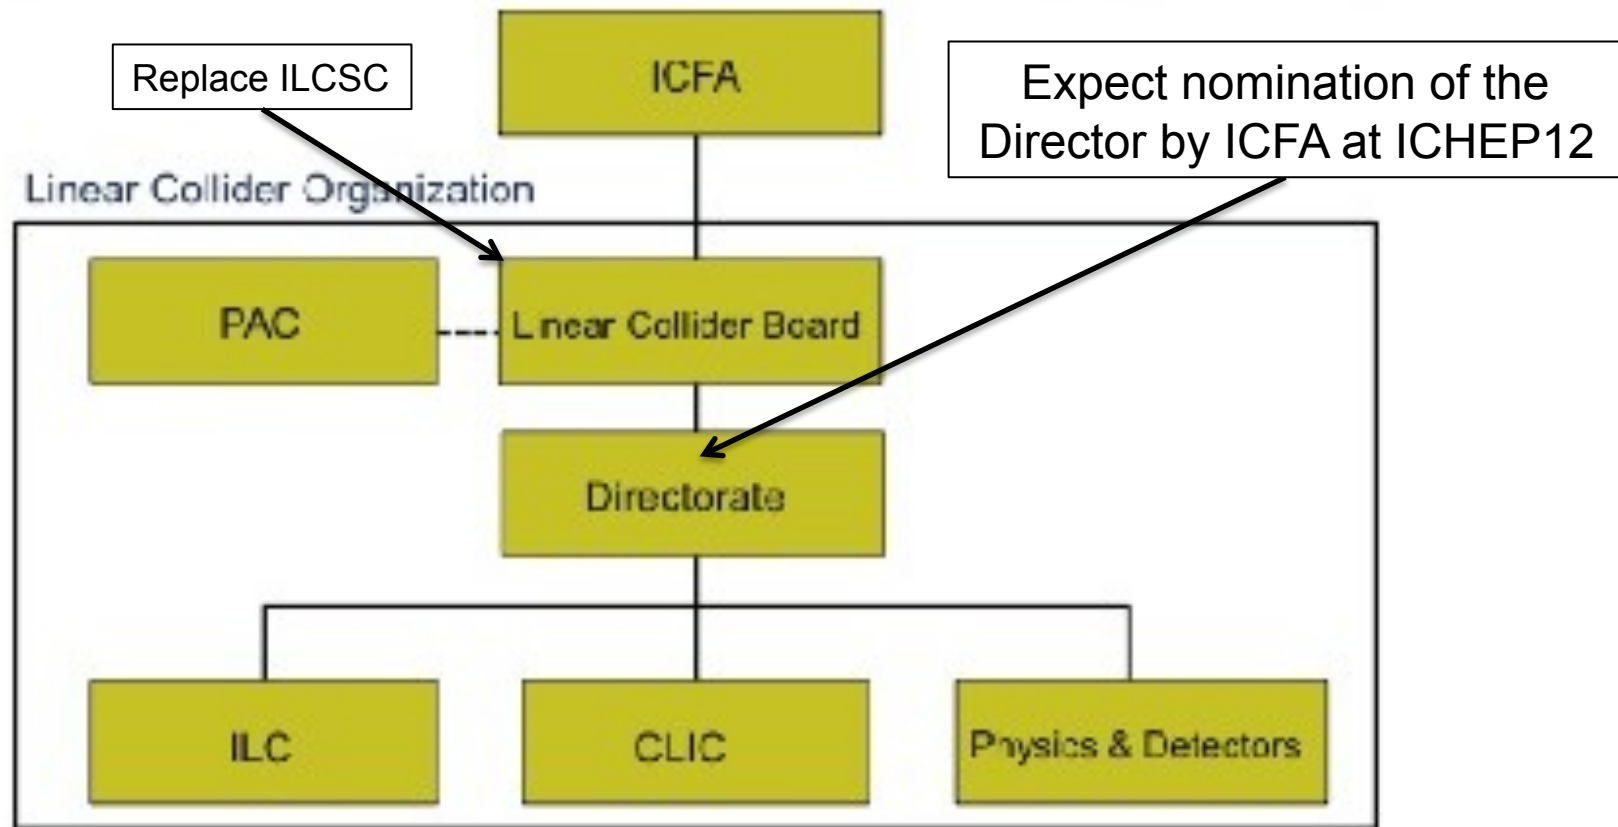 ICFA
Replace ILCSC
Expect nomination of the
Director by ICFA at ICHEP12
Linear Collider Organization
PAC
Linear Collider Board
Directorate
ILC
CLIC
Physics & Detectors